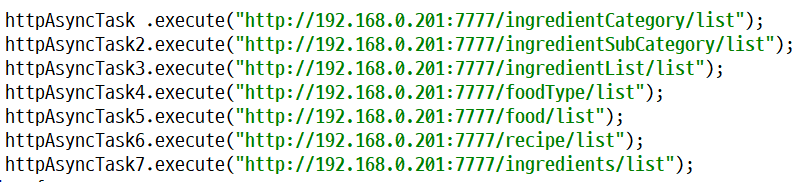 httpAsyncTask .execute("http://192.168.0.201:7777/ingredientCategory/list");
httpAsyncTask2.execute("http://192.168.0.201:7777/ingredientSubCategory/list");
httpAsyncTask3.execute("http://192.168.0.201:7777/ingredientList/list");
httpAsyncTask4.execute("http://192.168.0.201:7777/foodType/list");
httpAsyncTask5.execute("http://192.168.0.201:7777/food/list");
httpAsyncTask6.execute("http://192.168.0.201:7777/recipe/list");
httpAsyncTask7.execute("http://192.168.0.201:7777/ingredients/list");